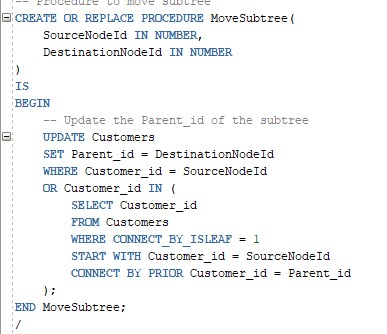 -- Procedure to move subtree
CREATE OR REPLACE PROCEDURE MoveSubtree(
    SourceNodeId IN NUMBER,
    DestinationNodeId IN NUMBER
)
IS
BEGIN
    -- Update the Parent_id of the subtree
    UPDATE Customers
    SET Parent_id = DestinationNodeId
    WHERE Customer_id = SourceNodeId
    OR Customer_id IN (
        SELECT Customer_id
        FROM Customers
        WHERE CONNECT_BY_ISLEAF = 1
        START WITH Customer_id = SourceNodeId
        CONNECT BY PRIOR Customer_id = Parent_id
    );
END MoveSubtree;
/